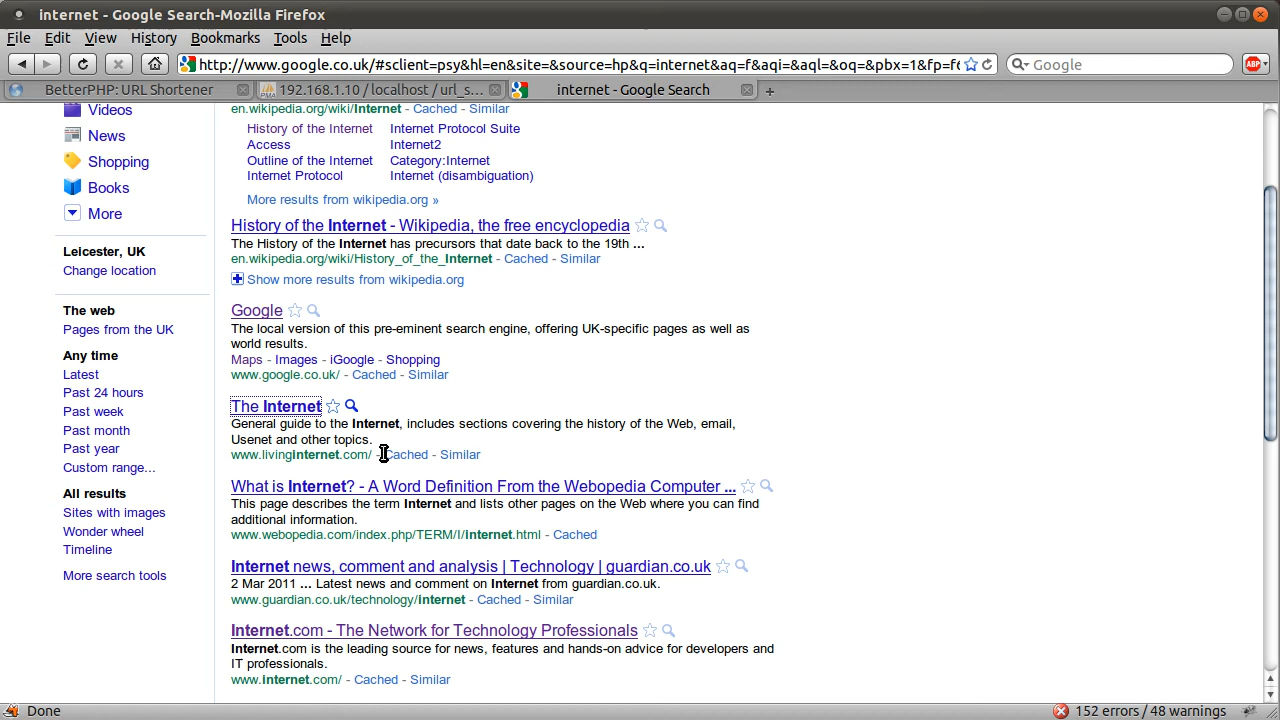 internet - Google Search-Mozilla Firefox
File Edit View History Bookmarks Tools Help
http://www.google.co.uk/#sclient=psy&hl=en&site=&source=hp&q=internet&aq=f&aqi=&aql=&oq=&pbx=1&fp=f6
Google
ABP
BetterPHP: URL Shortener
192.168.1.10 / localhost / url_s...
internet - Google Search
Videos
News
Shopping
Books
More
Leicester, UK
Change location
The web
Pages from the UK
Any time
Latest
Past 24 hours
Past week
Past month
Past year
Custom range...
All results
Sites with images
Wonder wheel
Timeline
More search tools
en.wikipedia.org/wiki/Internet - Cached - Similar
History of the Internet Internet Protocol Suite
Access Internet2
Outline of the Internet Category:Internet
Internet Protocol Internet (disambiguation)
More results from wikipedia.org »
History of the Internet - Wikipedia, the free encyclopedia
The History of the Internet has precursors that date back to the 19th ...
en.wikipedia.org/wiki/History_of_the_Internet - Cached - Similar
Show more results from wikipedia.org
Google
The local version of this pre-eminent search engine, offering UK-specific pages as well as
world results.
Maps - Images - iGoogle - Shopping
www.google.co.uk/ - Cached - Similar
The Internet
General guide to the Internet, includes sections covering the history of the Web, email,
Usenet and other topics.
www.livinginternet.com/ - Cached - Similar
What is Internet? - A Word Definition From the Webopedia Computer ...
This page describes the term Internet and lists other pages on the Web where you can find
additional information.
www.webopedia.com/index.php/TERM/I/Internet.html - Cached
Internet news, comment and analysis | Technology | guardian.co.uk
2 Mar 2011 ... Latest news and comment on Internet from guardian.co.uk.
www.guardian.co.uk/technology/internet - Cached - Similar
Internet.com - The Network for Technology Professionals
Internet.com is the leading source for news, features and hands-on advice for developers and
IT professionals.
www.internet.com/ - Cached - Similar
Done
152 errors / 48 warnings